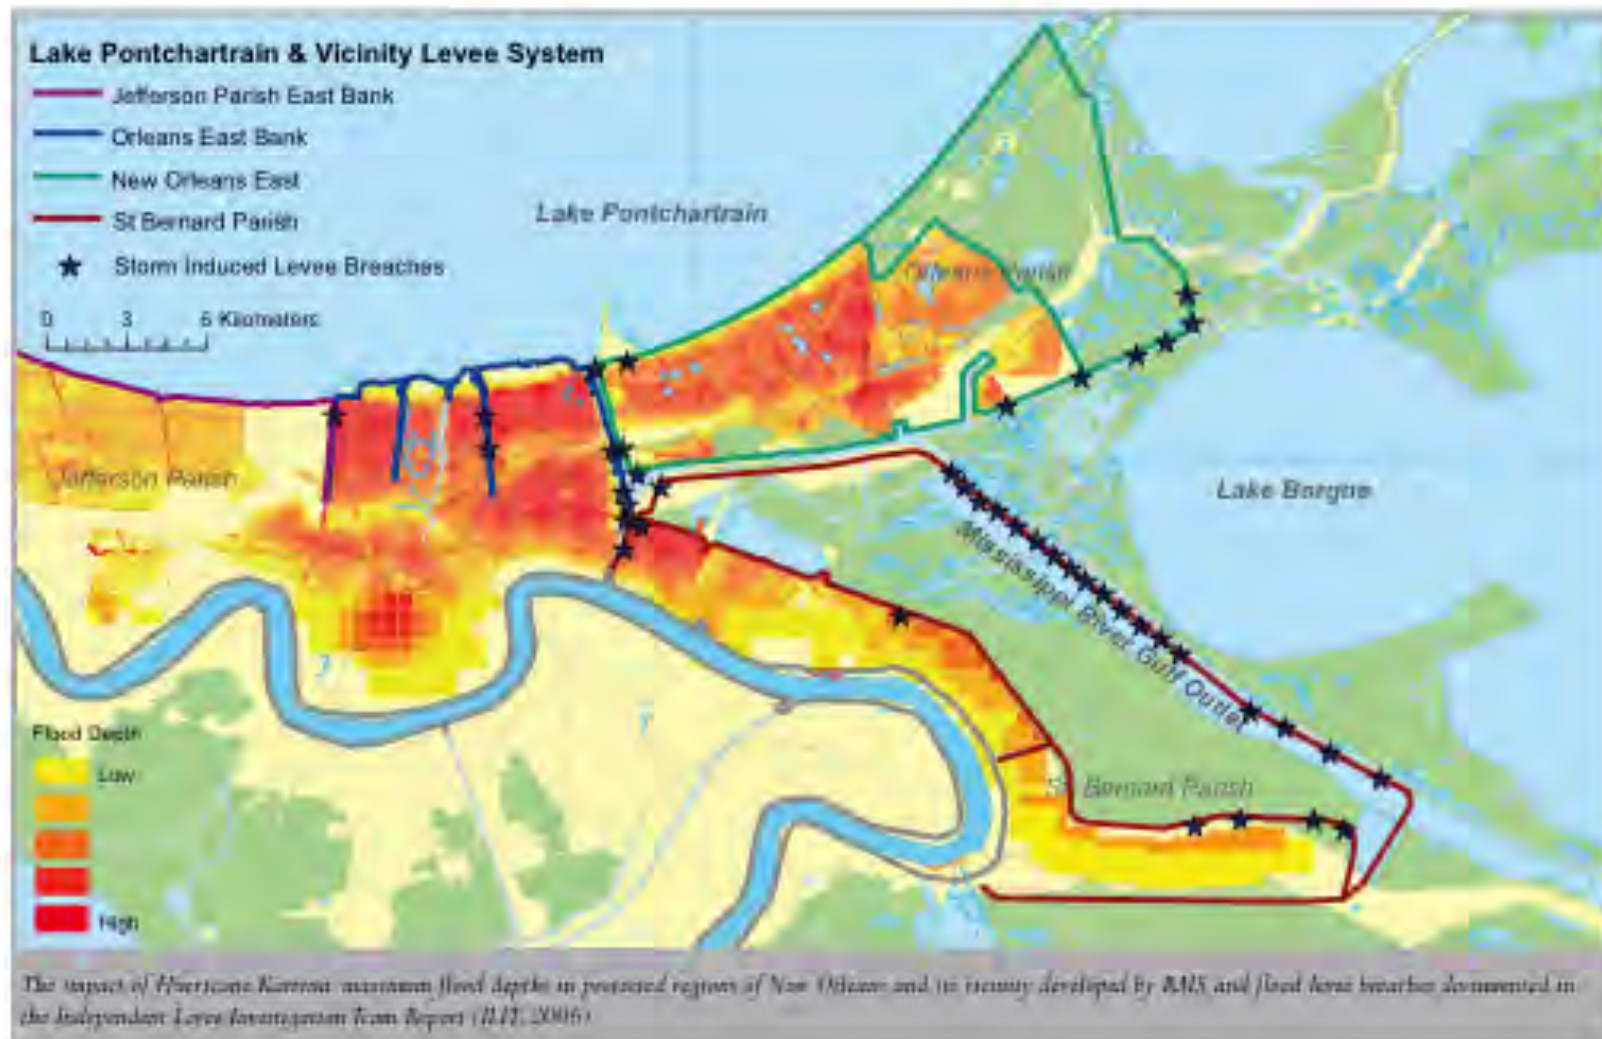 Lake Pontchartrain & Vicinity Levee System
Jefferson Parish East Bank
Orleans East Bank
New Orleans East
St Bernard Parish
Storm Induced Levee Breaches
0 3 6 Kilometers
Lake Pontchartrain
Orleans Parish
Jefferson Parish
Lake Borgne
Mississippi River Gulf Outlet
St Bernard Parish
Flood Depth
Low
High
The impact of Hurricane Katrina: maximum flood depths in protected regions of New Orleans and its vicinity developed by RMS, and flood levee breaches documented in
the Independent Levee Investigation Team Report (ILIT, 2006)